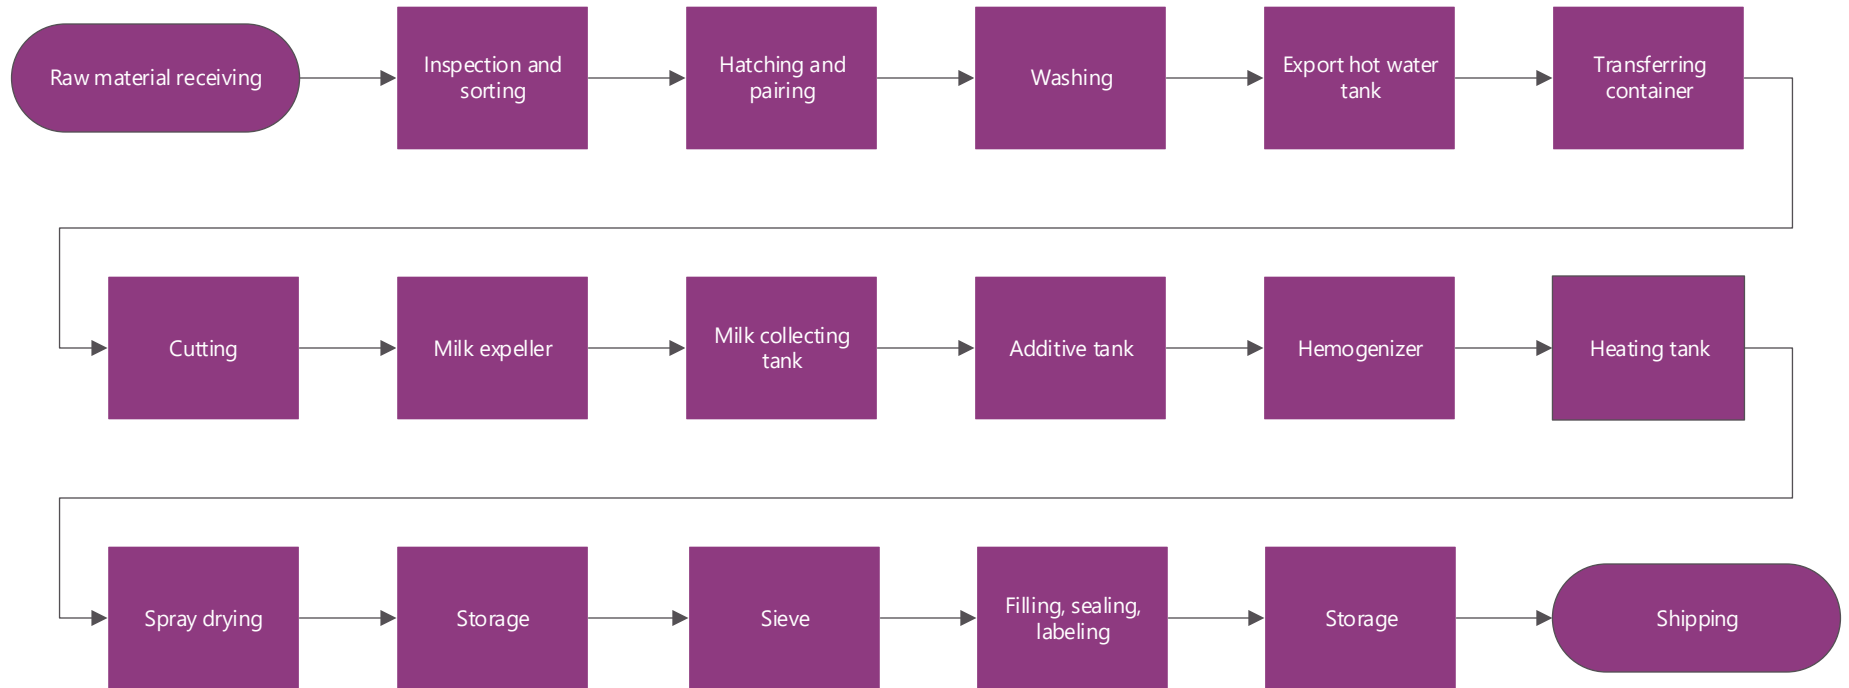 Raw material receiving
Inspection and
sorting
Hatching and
pairing
Washing
Export hot water
tank
Transferring
container
Cutting
Milk expeller
Milk collecting
tank
Additive tank
Hemogenizer
Heating tank
Spray drying
Storage
Sieve
Filling, sealing,
labeling
Storage
Shipping